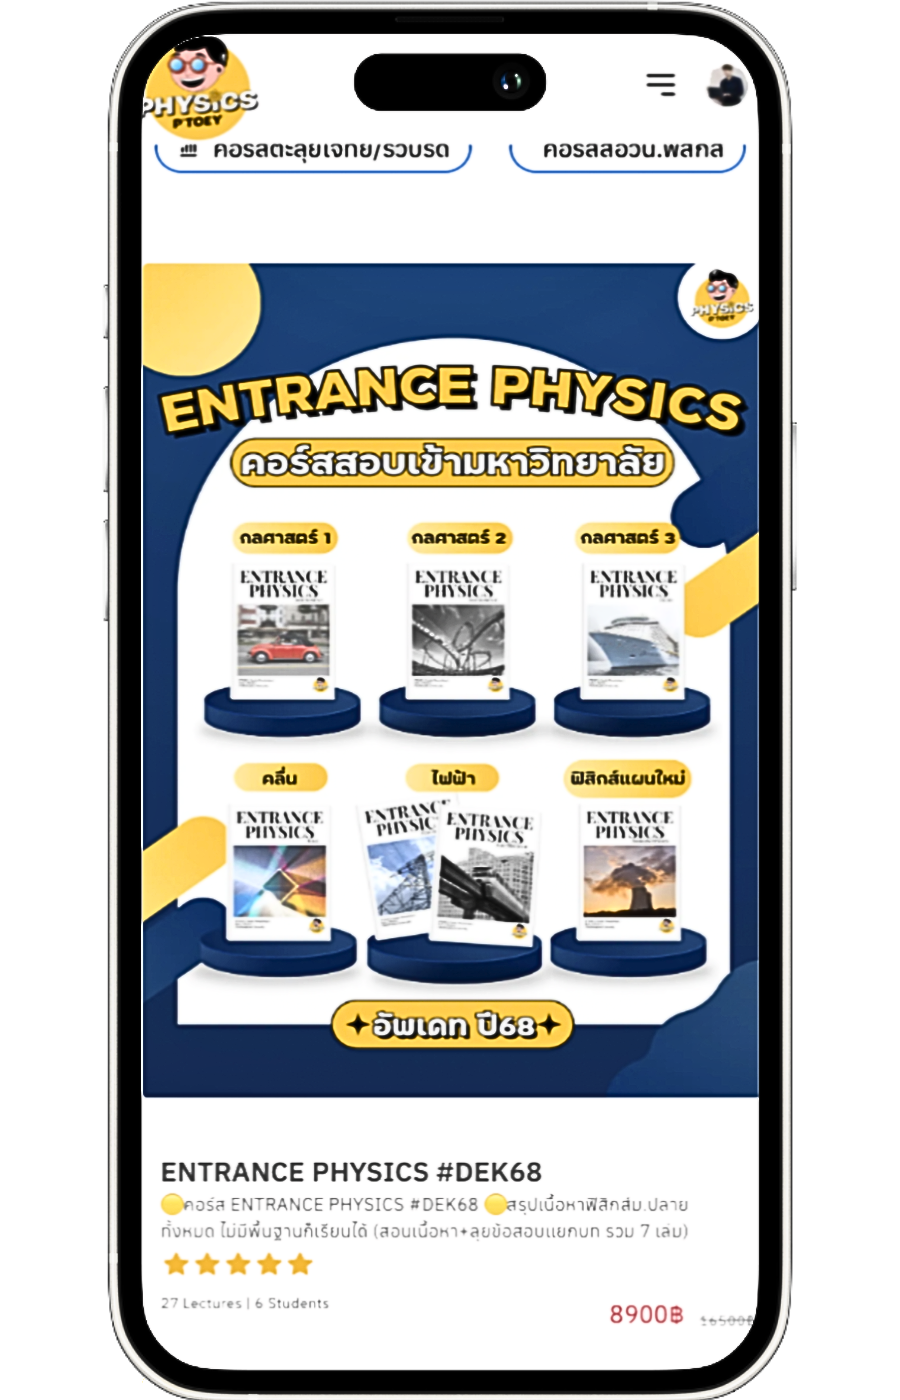 PHYSICS
P'TOEY
คอร์สตะลุยโจทย์/รวบรัด
คอร์สสอวน.ฟิสิกส์
PHYSICS
P'TOEY
ENTRANCE PHYSICS
คอร์สสอบเข้ามหาวิทยาลัย
กลศาสตร์ 1
กลศาสตร์ 2
กลศาสตร์ 3
ENTRANCE
PHYSICS
ENTRANCE
PHYSICS
ENTRANCE
PHYSICS
คลื่น
ไฟฟ้า
ฟิสิกส์แผนใหม่
ENTRANCE
PHYSICS
ENTRANCE
PHYSIC
ENTRANCE
PHYSICS
ENTRANCE
PHYSICS
อัพเดท ปี68
ENTRANCE PHYSICS #DEK68
คอร์ส ENTRANCE PHYSICS #DEK68 สรุปเนื้อหาฟิสิกส์ม.ปลาย
ทั้งหมด ไม่มีพื้นฐานก็เรียนได้ (สอนเนื้อหา+ลุยข้อสอบแยกบท รวม 7 เล่ม)
27 Lectures | 6 Students
8900฿